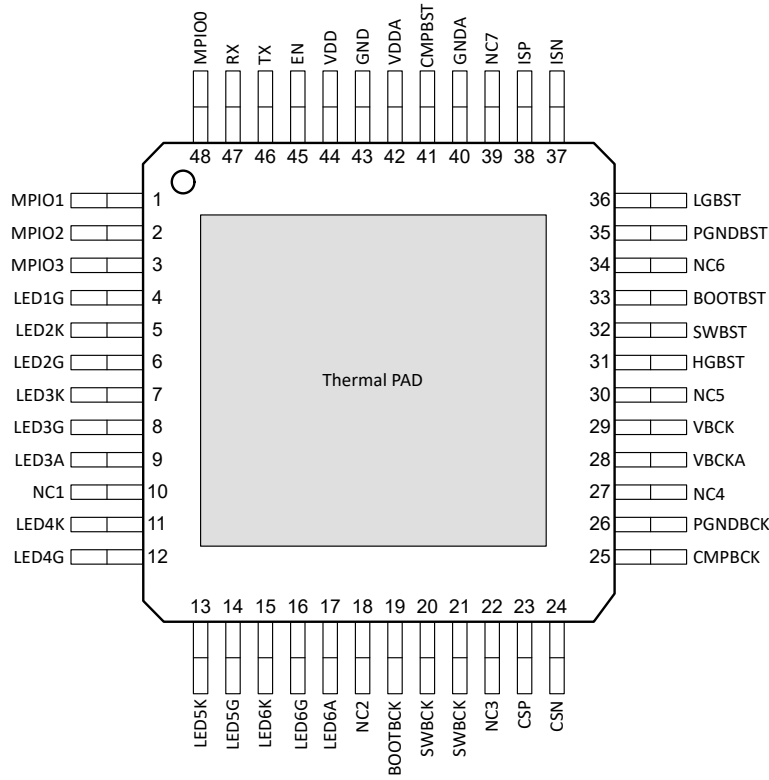 MPIO0 RX TX EN VDD GND VDDA CMPBST GNDA NC7 ISP ISN
48 47 46 45 44 43 42 41 40 39 38 37
MPIO1 1 36 LGBST
MPIO2 2 35 PGNDBST
MPIO3 3 34 NC6
LED1G 4 33 BOOTBST
LED2K 5 32 SWBST
LED2G 6 31 HGBST
Thermal PAD
LED3K 7 30 NC5
LED3G 8 29 VBCK
LED3A 9 28 VBCKA
NC1 10 27 NC4
LED4K 11 26 PGNDBCK
LED4G 12 25 CMPBCK
13 14 15 16 17 18 19 20 21 22 23 24
LED5K LED5G LED6K LED6G LED6A NC2 BOOTBCK SWBCK SWBCK NC3 CSP CSN